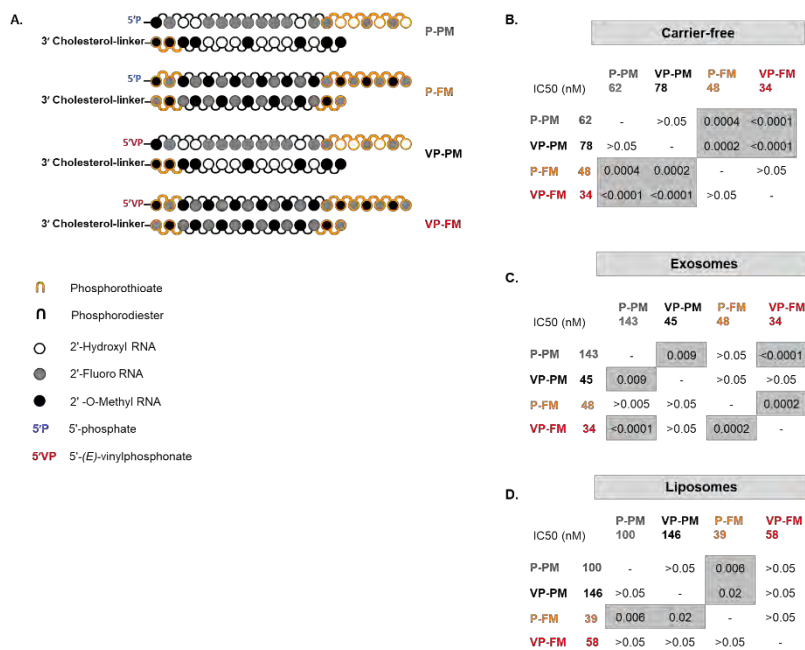 A.
5'P
3' Cholesterol-linker
P-PM
5'P
3' Cholesterol-linker
P-FM
5'VP
3' Cholesterol-linker
VP-PM
5'VP
3' Cholesterol-linker
VP-FM
Phosphorothioate
Phosphorodiester
2'-Hydroxyl RNA
2'-Fluoro RNA
2' -O-Methyl RNA
5'P 5'-phosphate
5'VP 5'-(E)-vinylphosphonate
B.
Carrier-free
P-PM VP-PM P-FM VP-FM
IC50 (nM) 62 78 48 34
P-PM 62 - >0.05 0.0004 <0.0001
VP-PM 78 >0.05 - 0.0002 <0.0001
P-FM 48 0.0004 0.0002 - >0.05
VP-FM 34 <0.0001 <0.0001 >0.05 -
C.
Exosomes
P-PM VP-PM P-FM VP-FM
IC50 (nM) 143 45 48 34
P-PM 143 - 0.009 >0.05 <0.0001
VP-PM 45 0.009 - >0.05 >0.05
P-FM 48 >0.005 >0.05 - 0.0002
VP-FM 34 <0.0001 >0.05 0.0002 -
D.
Liposomes
P-PM VP-PM P-FM VP-FM
IC50 (nM) 100 146 39 58
P-PM 100 - >0.05 0.006 >0.05
VP-PM 146 >0.05 - 0.02 >0.05
P-FM 39 0.006 0.02 - >0.05
VP-FM 58 >0.05 >0.05 >0.05 -